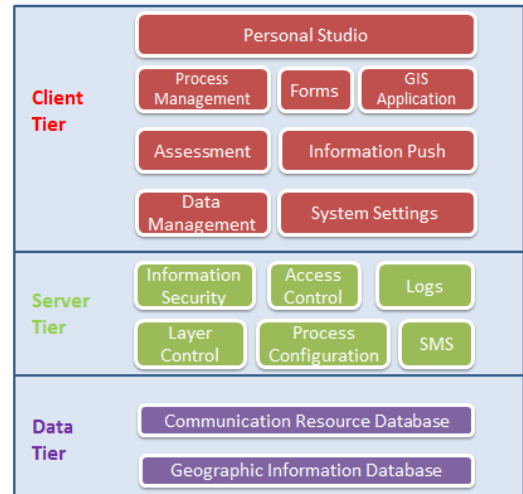 Client
Tier
Personal Studio
Process
Management
Forms
GIS
Application
Assessment
Information Push
Data
Management
System Settings
Server
Tier
Information
Security
Access
Control
Logs
Layer
Control
Process
Configuration
SMS
Data
Tier
Communication Resource Database
Geographic Information Database